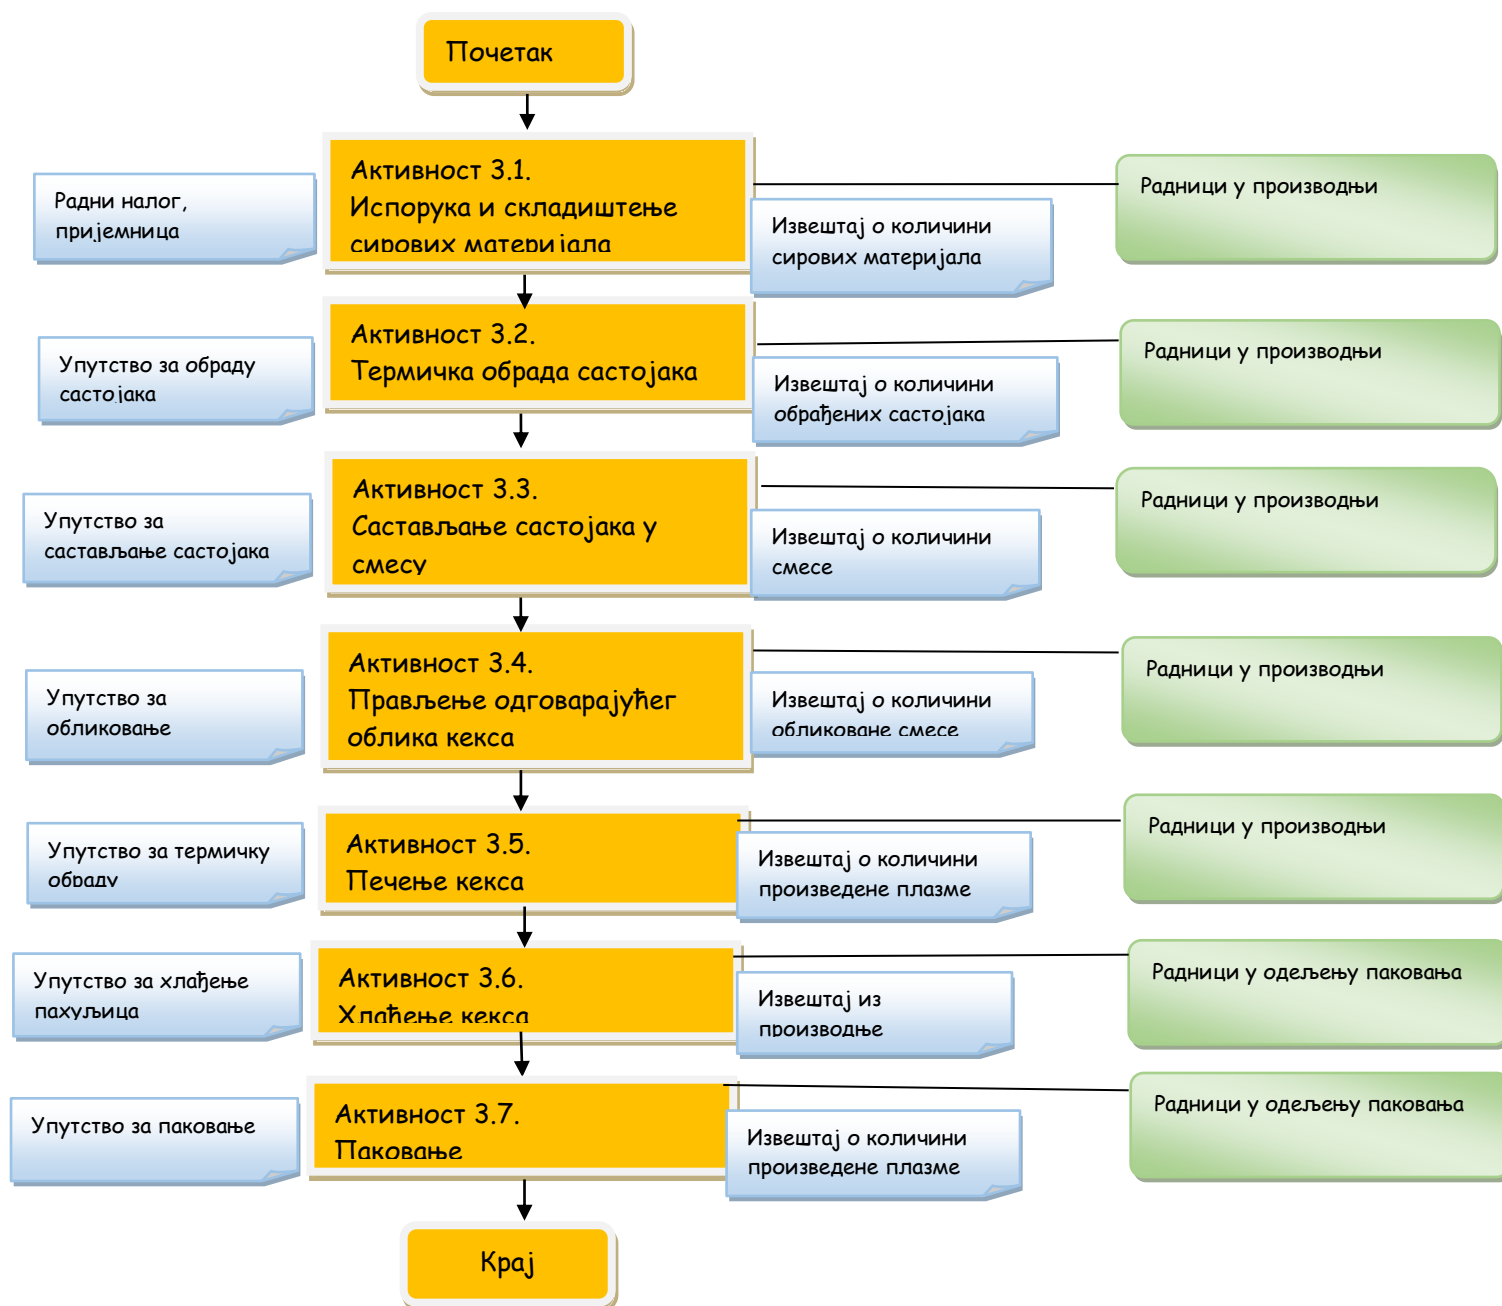 Почетак
Активност 3.1.
Испорука и складиштење
сирових материјала
Радни налог,
пријемница
Извештај о количини
сирових материјала
Радници у производњи
Активност 3.2.
Термичка обрада састојака
Упутство за обраду
састојака
Извештај о количини
обрађених састојака
Радници у производњи
Активност 3.3.
Састављање састојака у
смесу
Упутство за
састављање састојака
Извештај о количини
смесе
Радници у производњи
Активност 3.4.
Прављење одговарајућег
облика кекса
Упутство за
обликовање
Извештај о количини
обликоване смесе
Радници у производњи
Активност 3.5.
Печење кекса
Упутство за термичку
обраду
Извештај о количини
произведене плазме
Радници у производњи
Активност 3.6.
Хлађење кекса
Упутство за хлађење
пахуљица
Извештај из
производње
Радници у одељењу паковања
Активност 3.7.
Паковање
Упутство за паковање
Извештај о количини
произведене плазме
Радници у одељењу паковања
Крај